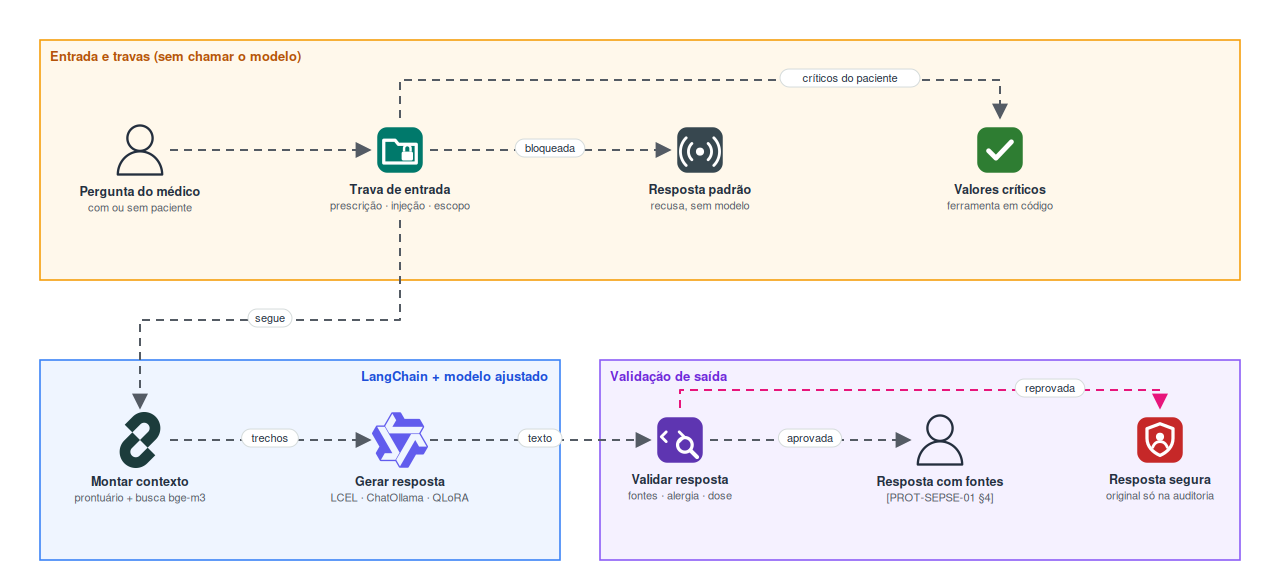 Entrada e travas (sem chamar o modelo)
críticos do paciente
bloqueada
Pergunta do médico
com ou sem paciente
Trava de entrada
prescrição · injeção · escopo
Resposta padrão
recusa, sem modelo
Valores críticos
ferramenta em código
segue
LangChain + modelo ajustado
trechos
texto
Montar contexto
prontuário + busca bge-m3
Gerar resposta
LCEL · ChatOllama · QLoRA
Validação de saída
reprovada
aprovada
Validar resposta
fontes · alergia · dose
Resposta com fontes
[PROT-SEPSE-01 §4]
Resposta segura
original só na auditoria